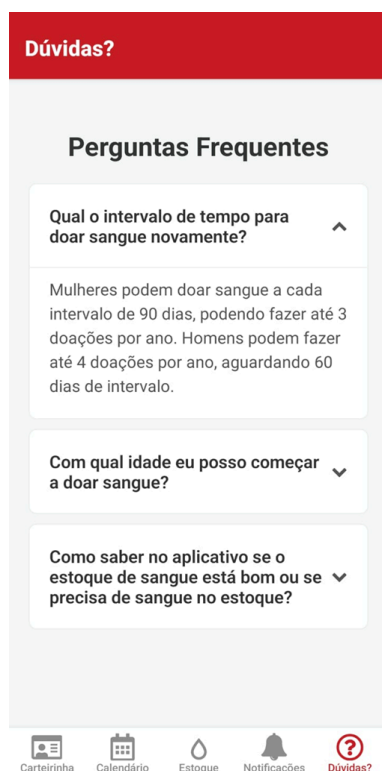 Dúvidas?
Perguntas Frequentes
Qual o intervalo de tempo para
doar sangue novamente?
Mulheres podem doar sangue a cada
intervalo de 90 dias, podendo fazer até 3
doações por ano. Homens podem fazer
até 4 doações por ano, aguardando 60
dias de intervalo.
Com qual idade eu posso começar
a doar sangue?
Como saber no aplicativo se o
estoque de sangue está bom ou se
precisa de sangue no estoque?
Carteirinha Calendário Estoque Notificações Dúvidas?